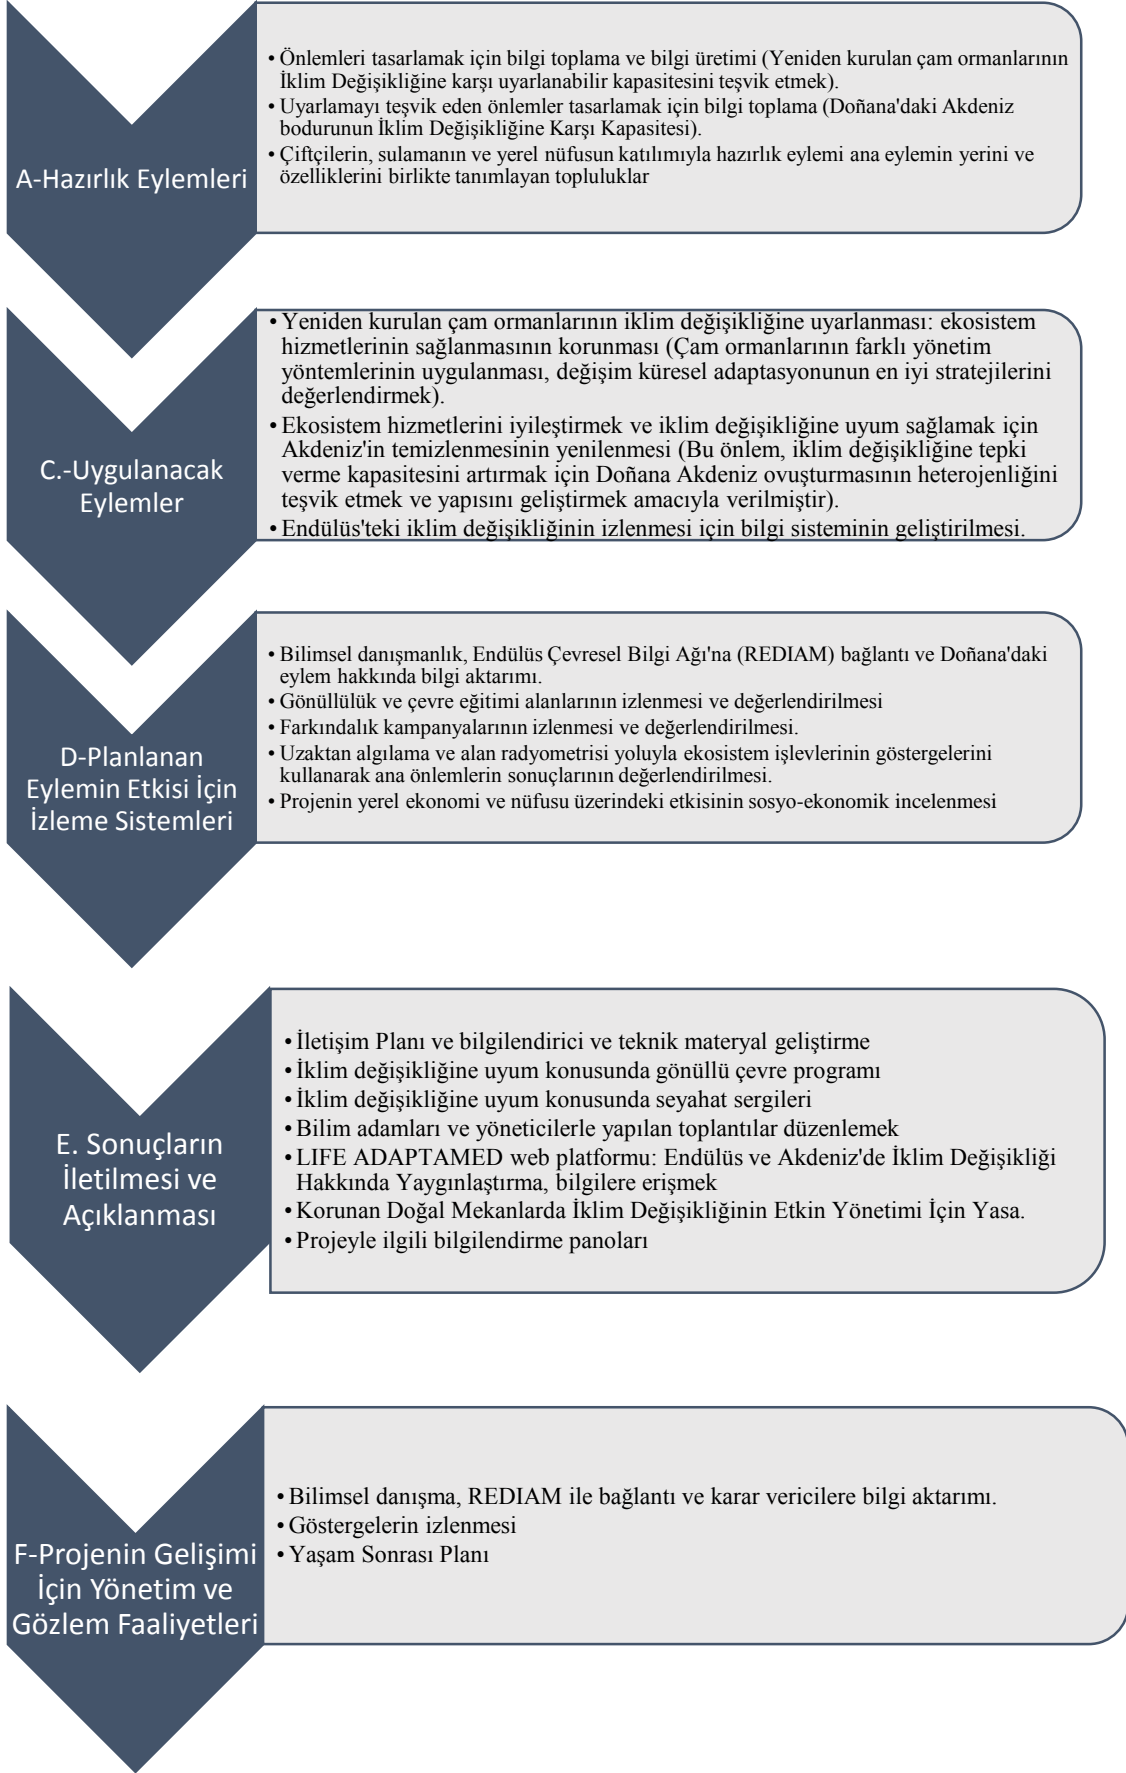 A-Hazırlık Eylemleri
• Önlemleri tasarlamak için bilgi toplama ve bilgi üretimi (Yeniden kurulan çam ormanlarının
İklim Değişikliğine karşı uyarlanabilir kapasitesini teşvik etmek).
• Uyarlamayı teşvik eden önlemler tasarlamak için bilgi toplama (Doñana'daki Akdeniz
bodurunun İklim Değişikliğine Karşı Kapasitesi).
• Çiftçilerin, sulamanın ve yerel nüfusun katılımıyla hazırlık eylemi ana eylemin yerini ve
özelliklerini birlikte tanımlayan topluluklar
C.-Uygulanacak
Eylemler
• Yeniden kurulan çam ormanlarının iklim değişikliğine uyarlanması: ekosistem
hizmetlerinin sağlanmasının korunması (Çam ormanlarının farklı yönetim
yöntemlerinin uygulanması, değişim küresel adaptasyonunun en iyi stratejilerini
değerlendirmek).
• Ekosistem hizmetlerini iyileştirmek ve iklim değişikliğine uyum sağlamak için
Akdeniz'in temizlenmesinin yenilenmesi (Bu önlem, iklim değişikliğine tepki
verme kapasitesini artırmak için Doñana Akdeniz ovuşturmasının heterojenliğini
teşvik etmek ve yapısını geliştirmek amacıyla verilmiştir).
• Endülüs'teki iklim değişikliğinin izlenmesi için bilgi sisteminin geliştirilmesi.
D-Planlanan
Eylemin Etkisi İçin
İzleme Sistemleri
• Bilimsel danışmanlık, Endülüs Çevresel Bilgi Ağı'na (REDIAM) bağlantı ve Doñana'daki
eylem hakkında bilgi aktarımı.
• Gönüllülük ve çevre eğitimi alanlarının izlenmesi ve değerlendirilmesi
• Farkındalık kampanyalarının izlenmesi ve değerlendirilmesi.
• Uzaktan algılama ve alan radyometrisi yoluyla ekosistem işlevlerinin göstergelerini
kullanarak ana önlemlerin sonuçlarının değerlendirilmesi.
• Projenin yerel ekonomi ve nüfusu üzerindeki etkisinin sosyo-ekonomik incelenmesi
E. Sonuçların
İletilmesi ve
Açıklanması
• İletişim Planı ve bilgilendirici ve teknik materyal geliştirme
• İklim değişikliğine uyum konusunda gönüllü çevre programı
• İklim değişikliğine uyum konusunda seyahat sergileri
• Bilim adamları ve yöneticilerle yapılan toplantılar düzenlemek
• LIFE ADAPTAMED web platformu: Endülüs ve Akdeniz'de İklim Değişikliği
Hakkında Yaygınlaştırma, bilgilere erişmek
• Korunan Doğal Mekanlarda İklim Değişikliğinin Etkin Yönetimi İçin Yasa.
• Projeyle ilgili bilgilendirme panoları
F-Projenin Gelişimi
İçin Yönetim ve
Gözlem Faaliyetleri
• Bilimsel danışma, REDIAM ile bağlantı ve karar vericilere bilgi aktarımı.
• Göstergelerin izlenmesi
• Yaşam Sonrası Planı